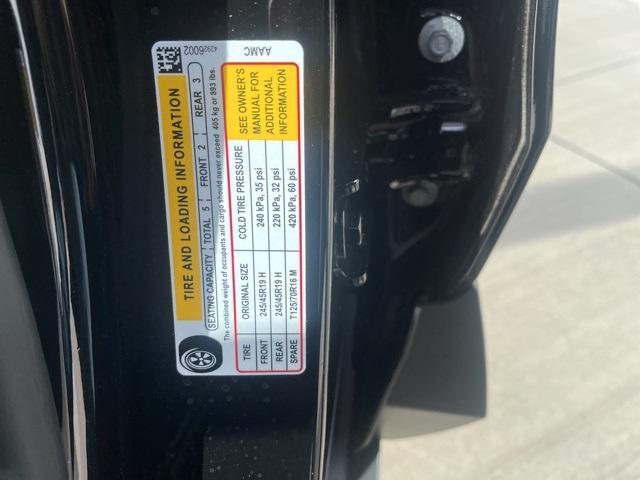 42926002
AAMC
TIRE AND LOADING INFORMATION
SEATING CAPACITY TOTAL 5 FRONT 2 REAR 3
The combined weight of occupants and cargo should never exceed 405 kg or 893 lbs.
TIRE ORIGINAL SIZE COLD TIRE PRESSURE
FRONT 245/45R19 H 240 kPa, 35 psi
REAR 245/45R19 H 220 kPa, 32 psi
SPARE T125/70R16 M 420 kPa, 60 psi
SEE OWNER'S
MANUAL FOR
ADDITIONAL
INFORMATION